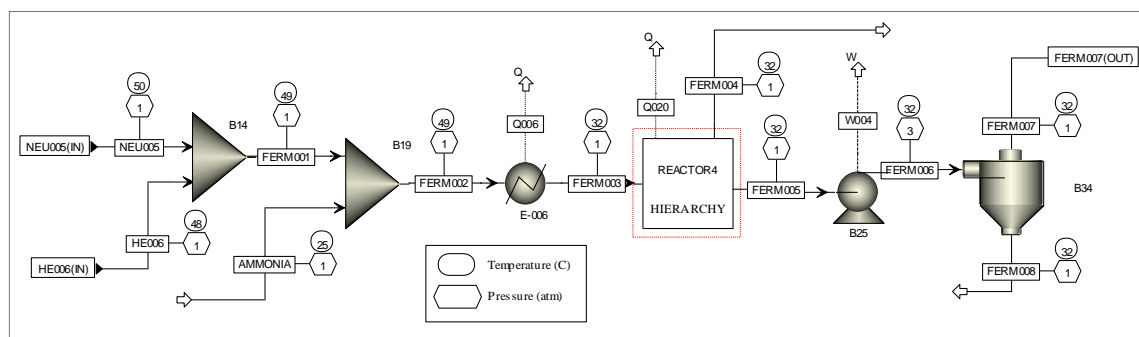 50
1
B14
49
1
NEU005(IN)
NEU005
FERM001
HE006(IN)
HE006
48
1
B19
AMMONIA
25
1
49
1
FERM002
Q
Q006
E-006
32
1
FERM003
Q
Q020
REACTOR4
HIERARCHY
FERM004
32
1
32
1
FERM005
W
W004
B25
32
3
FERM006
FERM007(OUT)
32
1
FERM007
B34
32
1
FERM008
Temperature (C)
Pressure (atm)